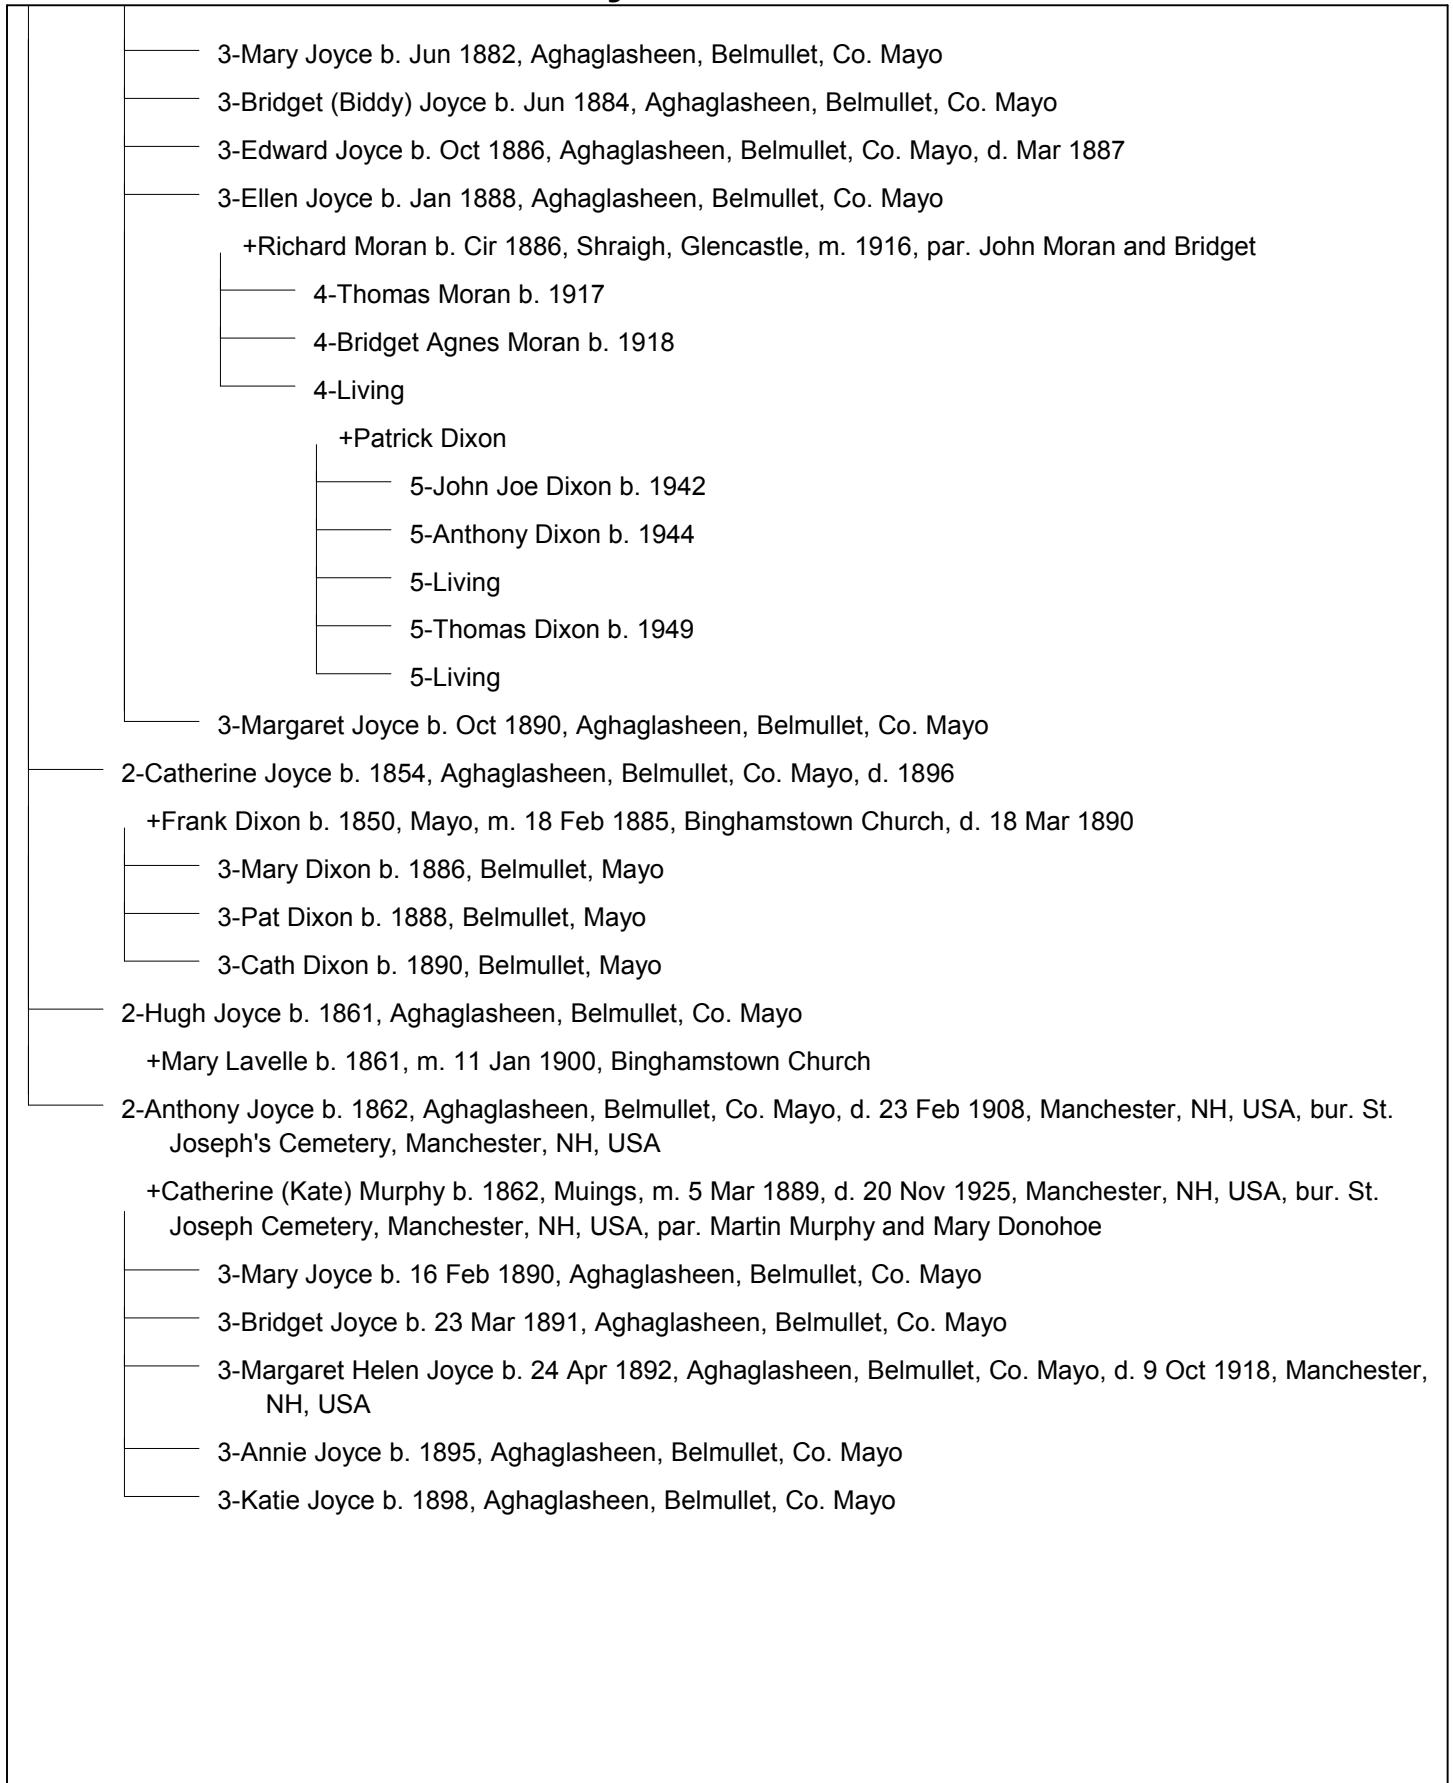 3-Mary Joyce b. Jun 1882, Aghaglasheen, Belmullet, Co. Mayo
3-Bridget (Biddy) Joyce b. Jun 1884, Aghaglasheen, Belmullet, Co. Mayo
3-Edward Joyce b. Oct 1886, Aghaglasheen, Belmullet, Co. Mayo, d. Mar 1887
3-Ellen Joyce b. Jan 1888, Aghaglasheen, Belmullet, Co. Mayo
+Richard Moran b. Cir 1886, Shraigh, Glencastle, m. 1916, par. John Moran and Bridget
4-Thomas Moran b. 1917
4-Bridget Agnes Moran b. 1918
4-Living
+Patrick Dixon
5-John Joe Dixon b. 1942
5-Anthony Dixon b. 1944
5-Living
5-Thomas Dixon b. 1949
5-Living
3-Margaret Joyce b. Oct 1890, Aghaglasheen, Belmullet, Co. Mayo
2-Catherine Joyce b. 1854, Aghaglasheen, Belmullet, Co. Mayo, d. 1896
+Frank Dixon b. 1850, Mayo, m. 18 Feb 1885, Binghamstown Church, d. 18 Mar 1890
3-Mary Dixon b. 1886, Belmullet, Mayo
3-Pat Dixon b. 1888, Belmullet, Mayo
3-Cath Dixon b. 1890, Belmullet, Mayo
2-Hugh Joyce b. 1861, Aghaglasheen, Belmullet, Co. Mayo
+Mary Lavelle b. 1861, m. 11 Jan 1900, Binghamstown Church
2-Anthony Joyce b. 1862, Aghaglasheen, Belmullet, Co. Mayo, d. 23 Feb 1908, Manchester, NH, USA, bur. St.
Joseph's Cemetery, Manchester, NH, USA
+Catherine (Kate) Murphy b. 1862, Muings, m. 5 Mar 1889, d. 20 Nov 1925, Manchester, NH, USA, bur. St.
Joseph Cemetery, Manchester, NH, USA, par. Martin Murphy and Mary Donohoe
3-Mary Joyce b. 16 Feb 1890, Aghaglasheen, Belmullet, Co. Mayo
3-Bridget Joyce b. 23 Mar 1891, Aghaglasheen, Belmullet, Co. Mayo
3-Margaret Helen Joyce b. 24 Apr 1892, Aghaglasheen, Belmullet, Co. Mayo, d. 9 Oct 1918, Manchester,
NH, USA
3-Annie Joyce b. 1895, Aghaglasheen, Belmullet, Co. Mayo
3-Katie Joyce b. 1898, Aghaglasheen, Belmullet, Co. Mayo